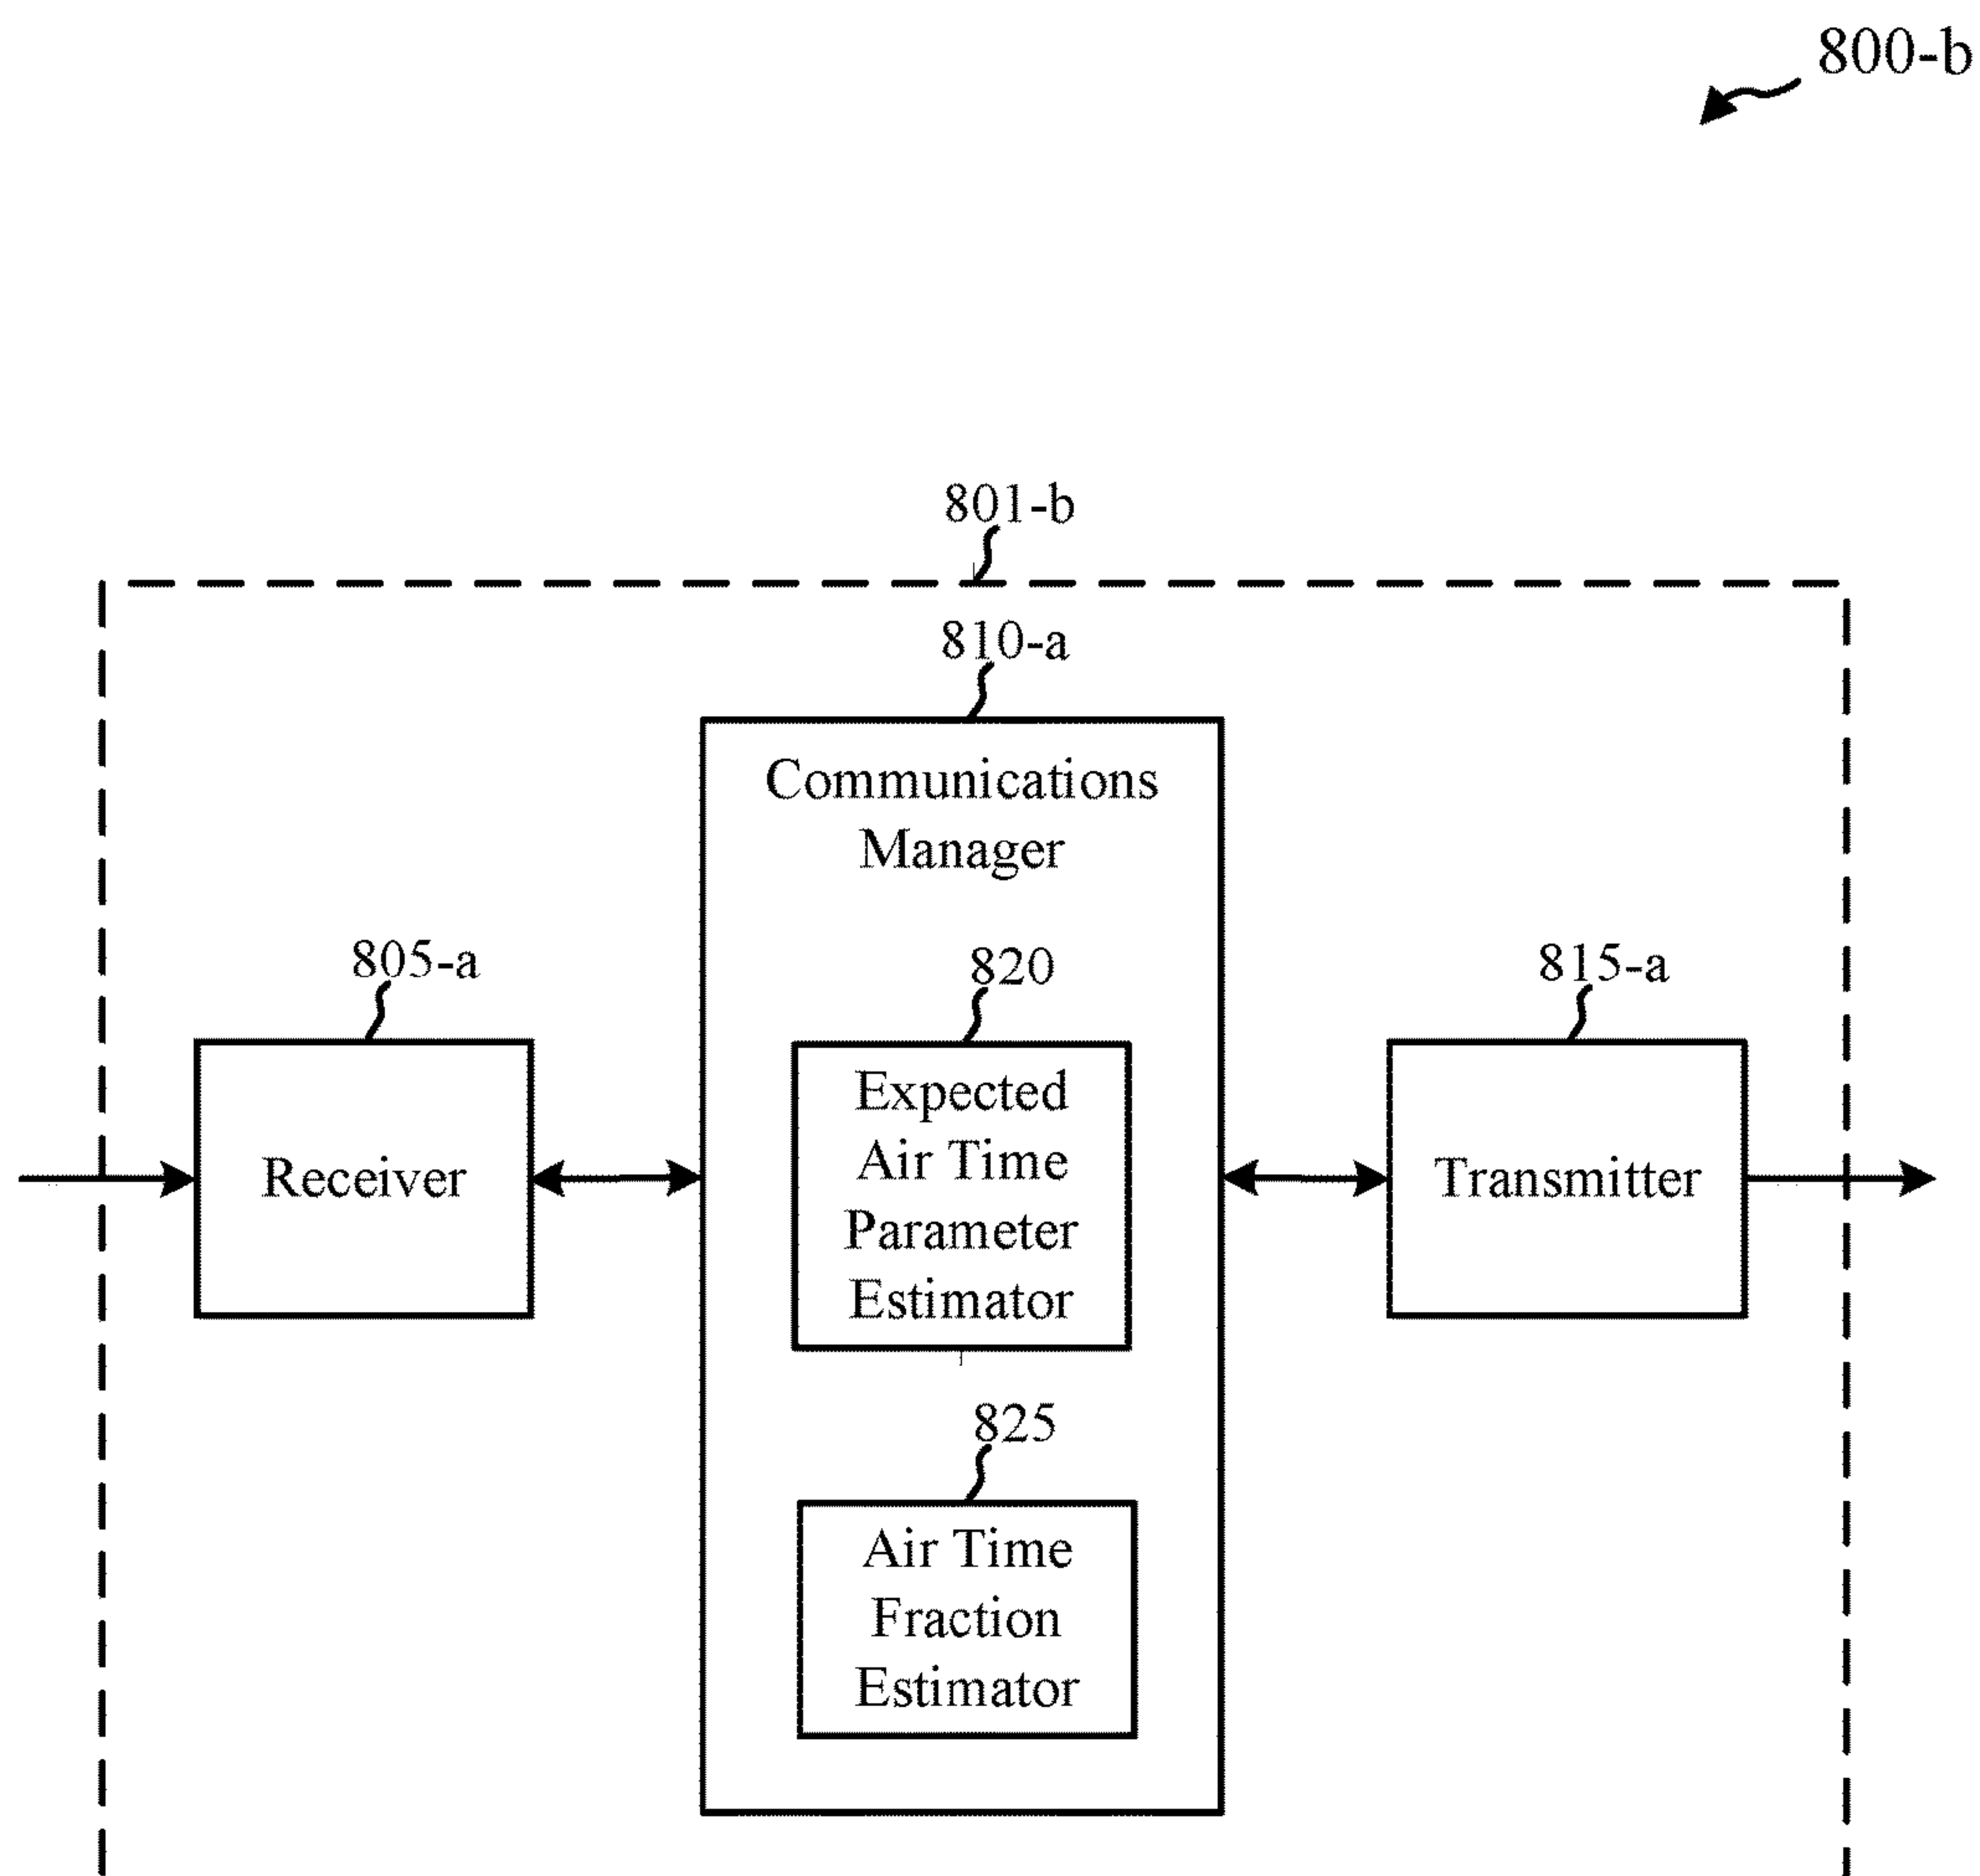 800-b
801-b
810-a
Communications
Manager
805-a
820
815-a
Expected
Air Time
Parameter
Estimator
Receiver
Transmitter
825
Air Time
Fraction
Estimator